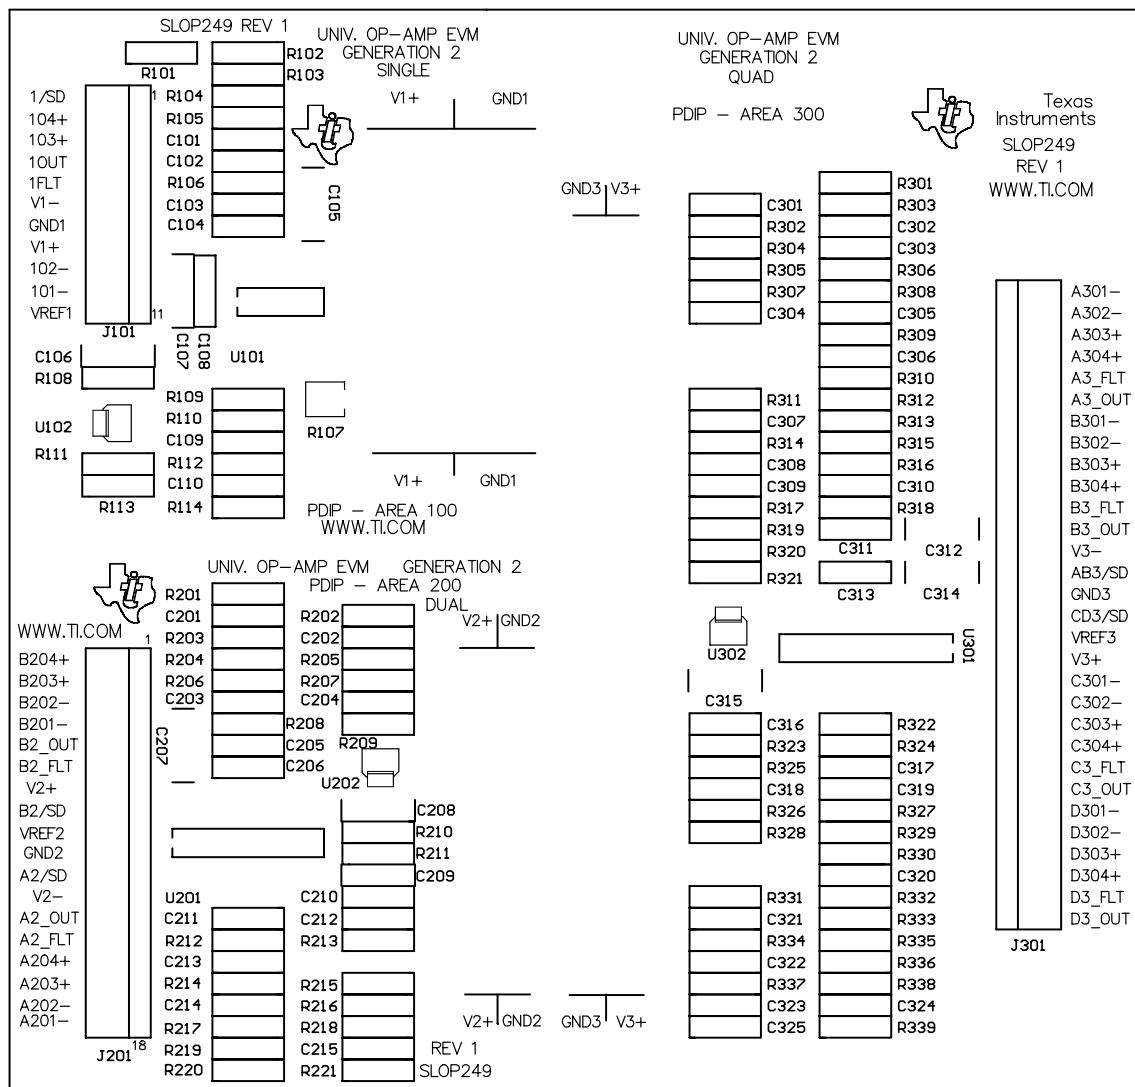 SLOP249 REV 1
UNIV. OP-AMP EVM
GENERATION 2
SINGLE
R101
R102
R103
R104
R105
C101
C102
R106
C103
C104
C105
V1+ GND1
1/SD
104+
103+
1OUT
1FLT
V1-
GND1
V1+
102-
101-
VREF1
1
11
J101
C106
R108
C107
C108
U101
U102
R111
R113
R109
R110
C109
R112
C110
R114
R107
V1+ GND1
PDIP - AREA 100
WWW.TI.COM
UNIV. OP-AMP EVM GENERATION 2
PDIP - AREA 200
DUAL
WWW.TI.COM
1
B204+
B203+
B202-
B201-
B2_OUT
B2_FLT
V2+
B2/SD
VREF2
GND2
A2/SD
V2-
A2_OUT
A2_FLT
A204+
A203+
A202-
A201-
J201
18
R201
C201
R203
R204
R206
C203
C207
R208
C205
C206
R202
C202
R205
R207
C204
R209
U202
V2+ GND2
C208
R210
R211
C209
U201
C210
C212
R213
C211
R212
C213
R214
C214
R217
R219
R220
R215
R216
R218
C215
R221
V2+ GND2
REV 1
SLOP249
UNIV. OP-AMP EVM
GENERATION 2
QUAD
PDIP - AREA 300
Texas
Instruments
SLOP249
REV 1
WWW.TI.COM
GND3 V3+
C301
R302
R304
R305
R307
C304
R301
R303
C302
C303
R306
R308
C305
R309
C306
R310
R312
R313
R315
R316
C310
R318
R311
C307
R314
C308
C309
R317
R319
R320
R321
C311
C312
C313
C314
U302
U301
C315
C316
R323
R325
C318
R326
R328
R322
R324
C317
C319
R327
R329
R330
C320
R332
R333
R335
R336
R338
C324
R339
R331
C321
R334
C322
R337
C323
C325
GND3 V3+
A301-
A302-
A303+
A304+
A3_FLT
A3_OUT
B301-
B302-
B303+
B304+
B3_FLT
B3_OUT
V3-
AB3/SD
GND3
CD3/SD
VREF3
V3+
C301-
C302-
C303+
C304+
C3_FLT
C3_OUT
D301-
D302-
D303+
D304+
D3_FLT
D3_OUT
J301